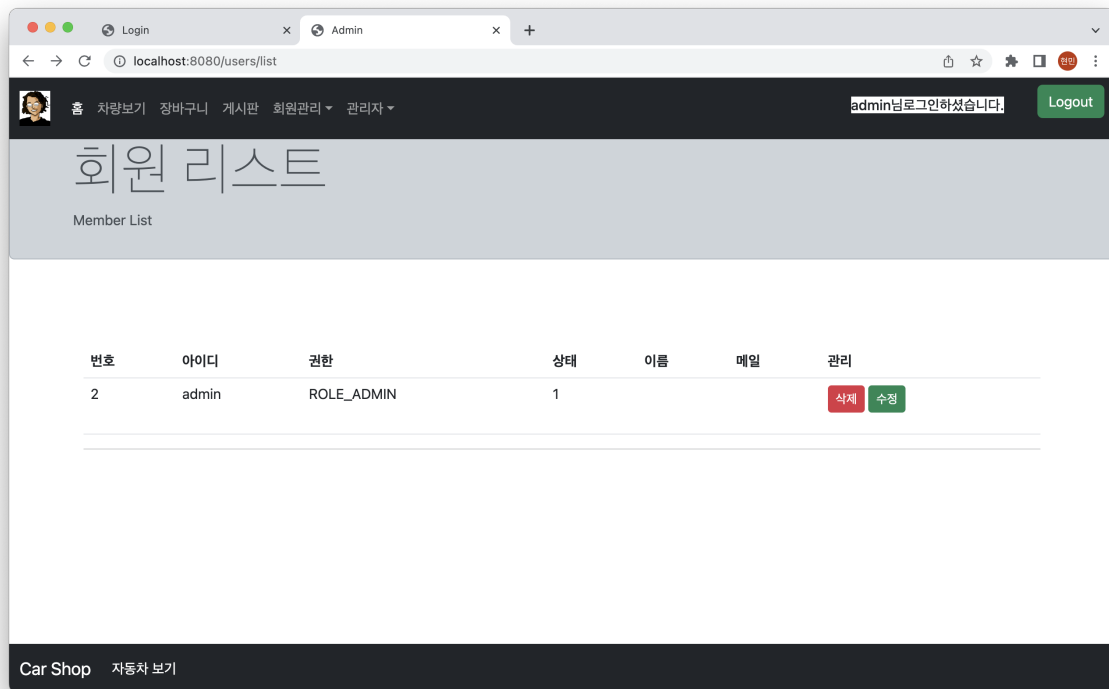 Login
Admin
localhost:8080/users/list
현민
홈 차량보기 장바구니 게시판 회원관리 관리자
admin님로그인하셨습니다.
Logout
회원 리스트
Member List
번호 아이디 권한 상태 이름 메일 관리
2 admin ROLE_ADMIN 1 삭제 수정
Car Shop 자동차 보기